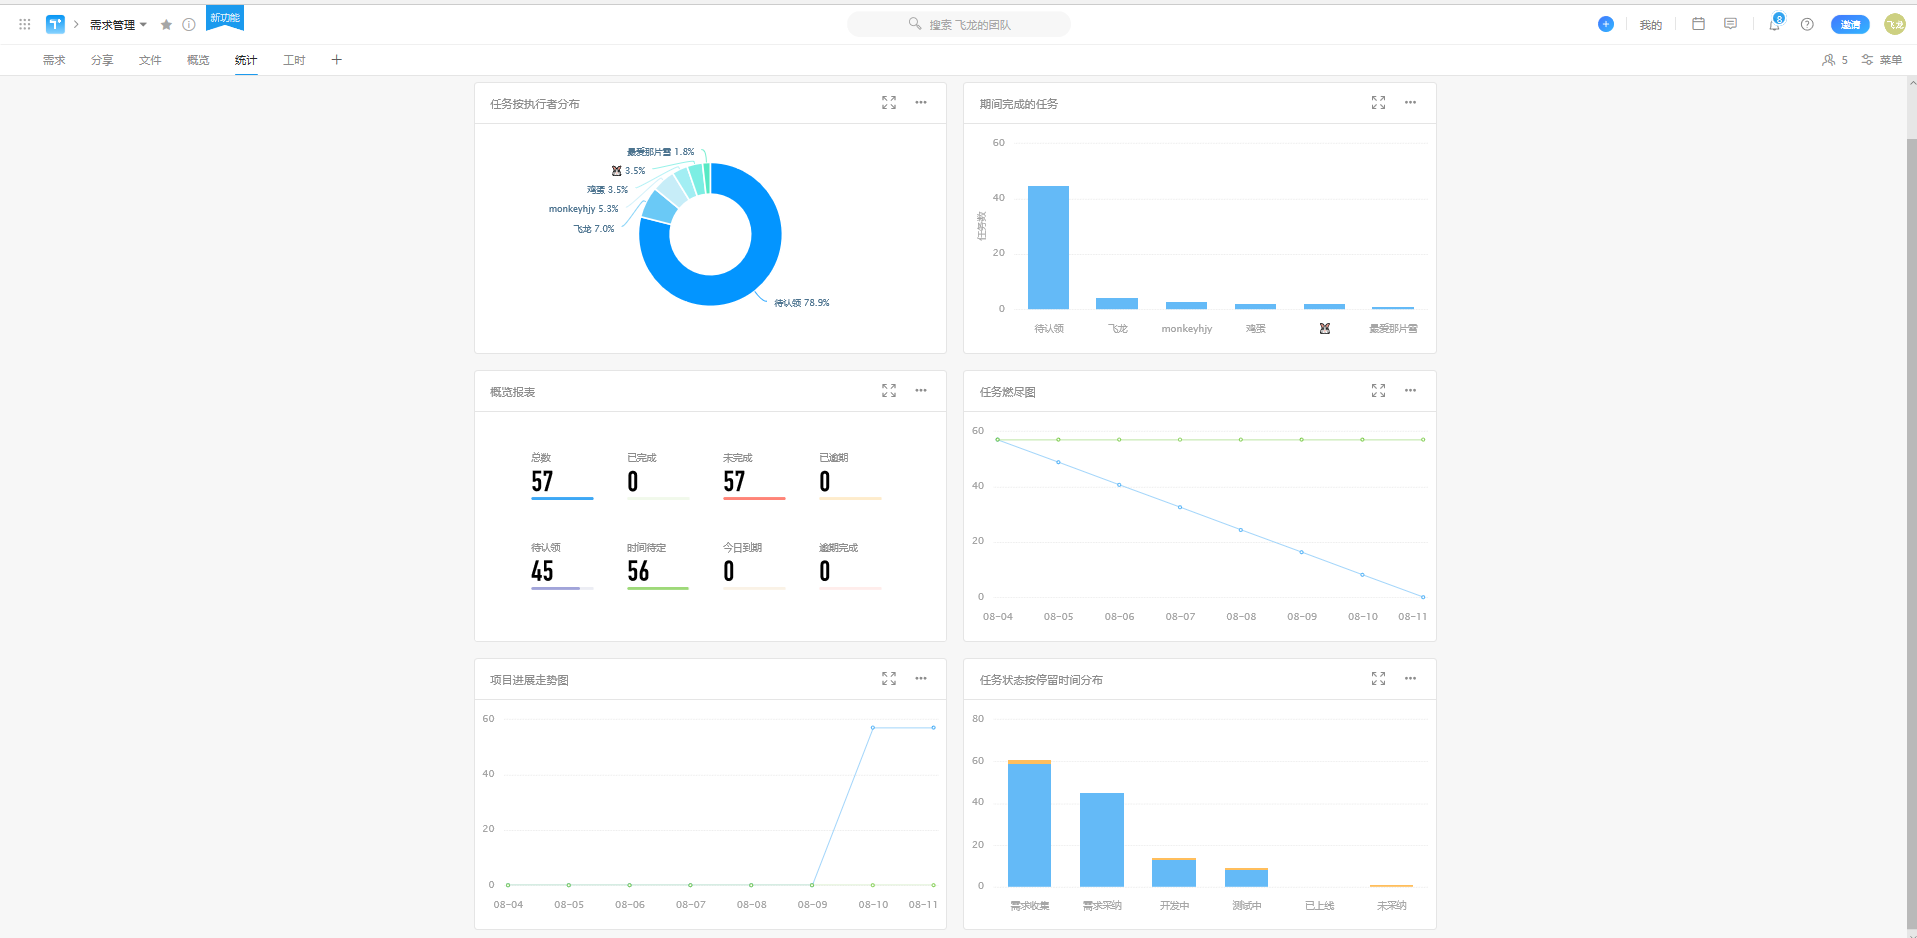 需求管理
新功能
搜索 飞龙的团队
我的
8
邀请
飞龙
需求 分享 文件 概览 统计 工时
5 菜单
任务按执行者分布
最爱那片雪 1.8%
3.5%
鸡蛋 3.5%
monkeyhjy 5.3%
飞龙 7.0%
待认领 78.9%
期间完成的任务
任务数
60
40
20
0
待认领 飞龙 monkeyhjy 鸡蛋 最爱那片雪
概览报表
总数 已完成 未完成 已逾期
57 0 57 0
待认领 时间待定 今日到期 逾期完成
45 56 0 0
任务燃尽图
60
40
20
0
08-04 08-05 08-06 08-07 08-08 08-09 08-10 08-11
项目进展走势图
60
40
20
0
08-04 08-05 08-06 08-07 08-08 08-09 08-10 08-11
任务状态按停留时间分布
80
60
40
20
0
需求收集 需求采纳 开发中 测试中 已上线 未采纳